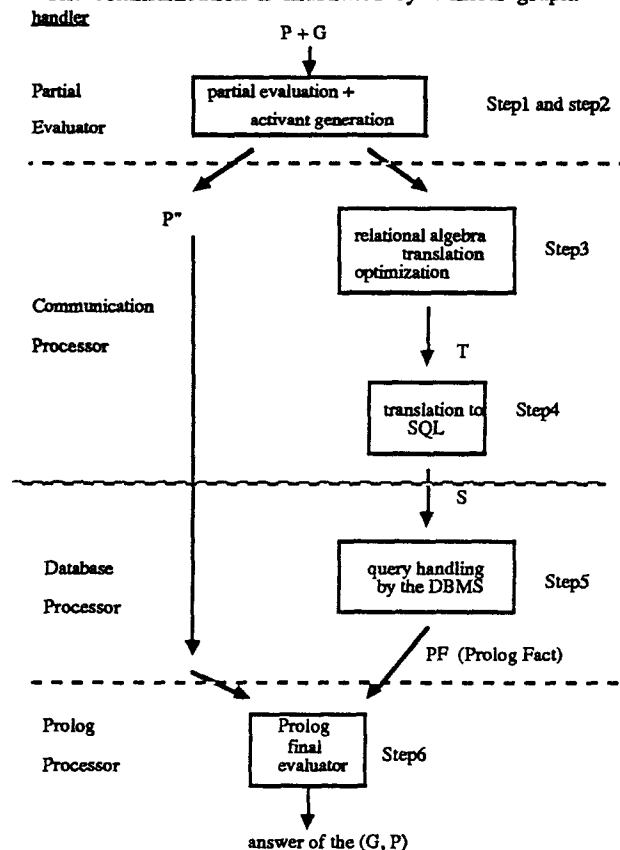 handler
P + G
Partial
Evaluator
partial evaluation +
activant generation
Step1 and step2
P"
relational algebra
translation
optimization
Step3
Communication
Processor
T
translation to
SQL
Step4
S
Database
Processor
query handling
by the DBMS
Step5
PF (Prolog Fact)
Prolog
Processor
Prolog
final
evaluator
Step6
answer of the (G, P)